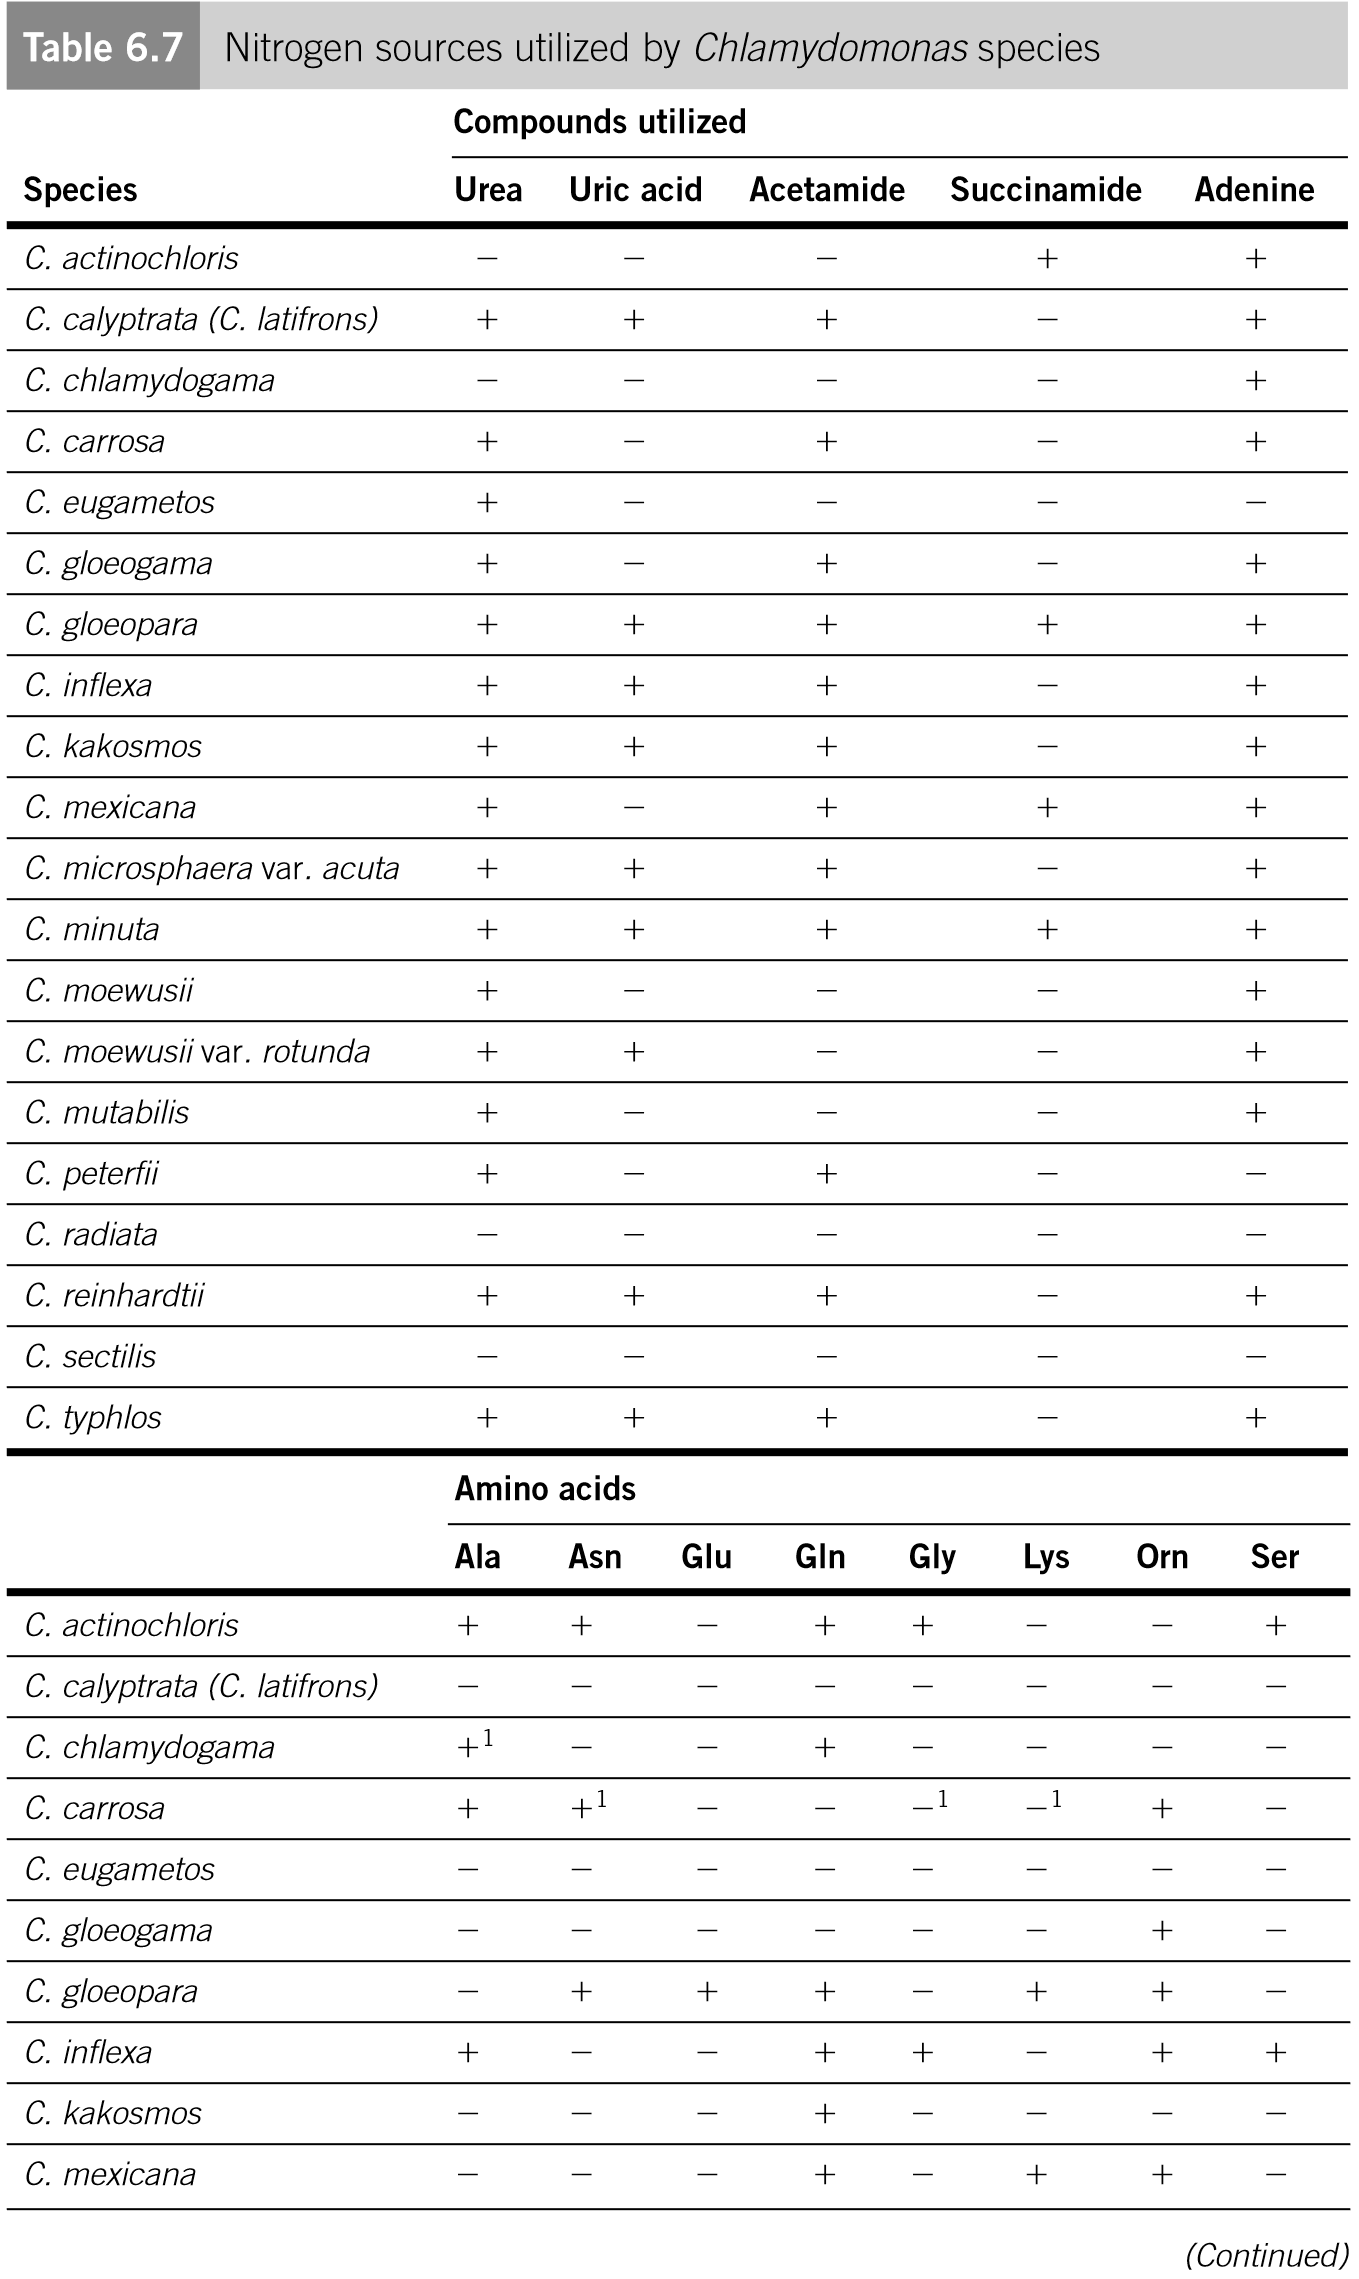 Table 6.7 Nitrogen sources utilized by Chlamydomonas species
Compounds utilized
Species Urea Uric acid Acetamide Succinamide Adenine
C. actinochloris − − − + +
C. calyptrata (C. latifrons) + + + − +
C. chlamydogama − − − − +
C. carrosa + − + − +
C. eugametos + − − − −
C. gloeogama + − + − +
C. gloeopara + + + + +
C. inflexa + + + − +
C. kakosmos + + + − +
C. mexicana + − + + +
C. microsphaera var. acuta + + + − +
C. minuta + + + + +
C. moewusii + − − − +
C. moewusii var. rotunda + + − − +
C. mutabilis + − − − +
C. peterfii + − + − −
C. radiata − − − − −
C. reinhardtii + + + − +
C. sectilis − − − − −
C. typhlos + + + − +
Amino acids
Ala Asn Glu Gln Gly Lys Orn Ser
C. actinochloris + + − + + − − +
C. calyptrata (C. latifrons) − − − − − − − −
C. chlamydogama +¹ − − + − − − −
C. carrosa + +¹ − − −¹ −¹ + −
C. eugametos − − − − − − − −
C. gloeogama − − − − − − + −
C. gloeopara − + + + − + + −
C. inflexa + − − + + − + +
C. kakosmos − − − + − − − −
C. mexicana − − − + − + + −
(Continued)